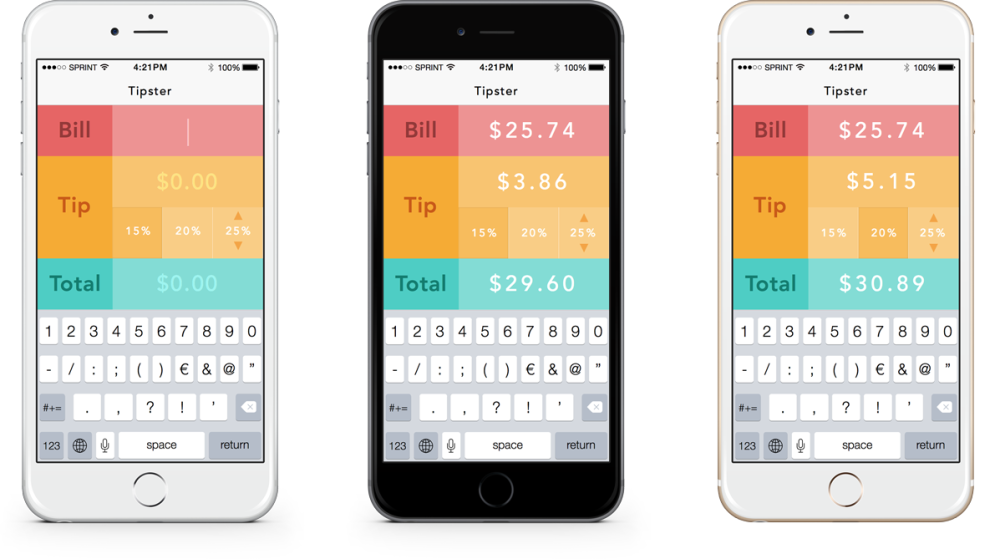 SPRINT 4:21PM 100%
Tipster
Bill
$0.00
Tip
15% 20% 25%
Total $0.00
1 2 3 4 5 6 7 8 9 0
- / : ; ( ) € & @ ”
#+= . , ? ! ’
123 space return
SPRINT 4:21PM 100%
Tipster
Bill $25.74
$3.86
Tip
15% 20% 25%
Total $29.60
1 2 3 4 5 6 7 8 9 0
- / : ; ( ) € & @ ”
#+= . , ? ! ’
123 space return
SPRINT 4:21PM 100%
Tipster
Bill $25.74
$5.15
Tip
15% 20% 25%
Total $30.89
1 2 3 4 5 6 7 8 9 0
- / : ; ( ) € & @ ”
#+= . , ? ! ’
123 space return